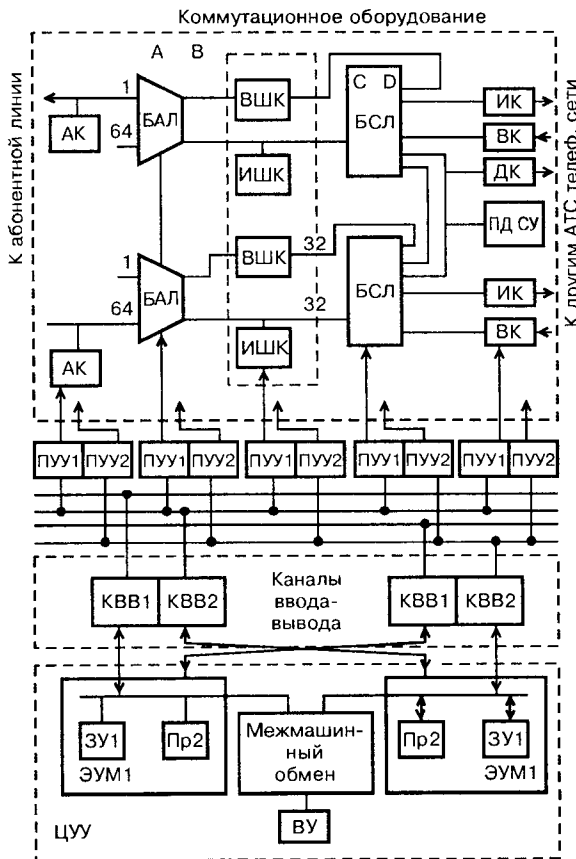 Коммутационное оборудование
К абонентной линии
A B
1
64
АК
БАЛ
ВШК
ИШК
C D
БСЛ
ИК
ВК
ДК
ПД СУ
К другим АТС телеф. сети
1
64
АК
БАЛ
ВШК
32
32
ИШК
БСЛ
ИК
ВК
ПУУ1 ПУУ2 ПУУ1 ПУУ2 ПУУ1 ПУУ2 ПУУ1 ПУУ2 ПУУ1 ПУУ2
КВВ1 КВВ2
Каналы
ввода-
вывода
КВВ1 КВВ2
ЗУ1 Пр2
ЭУМ1
Межмашин-
ный
обмен
Пр2 ЗУ1
ЭУМ1
ВУ
ЦУУ